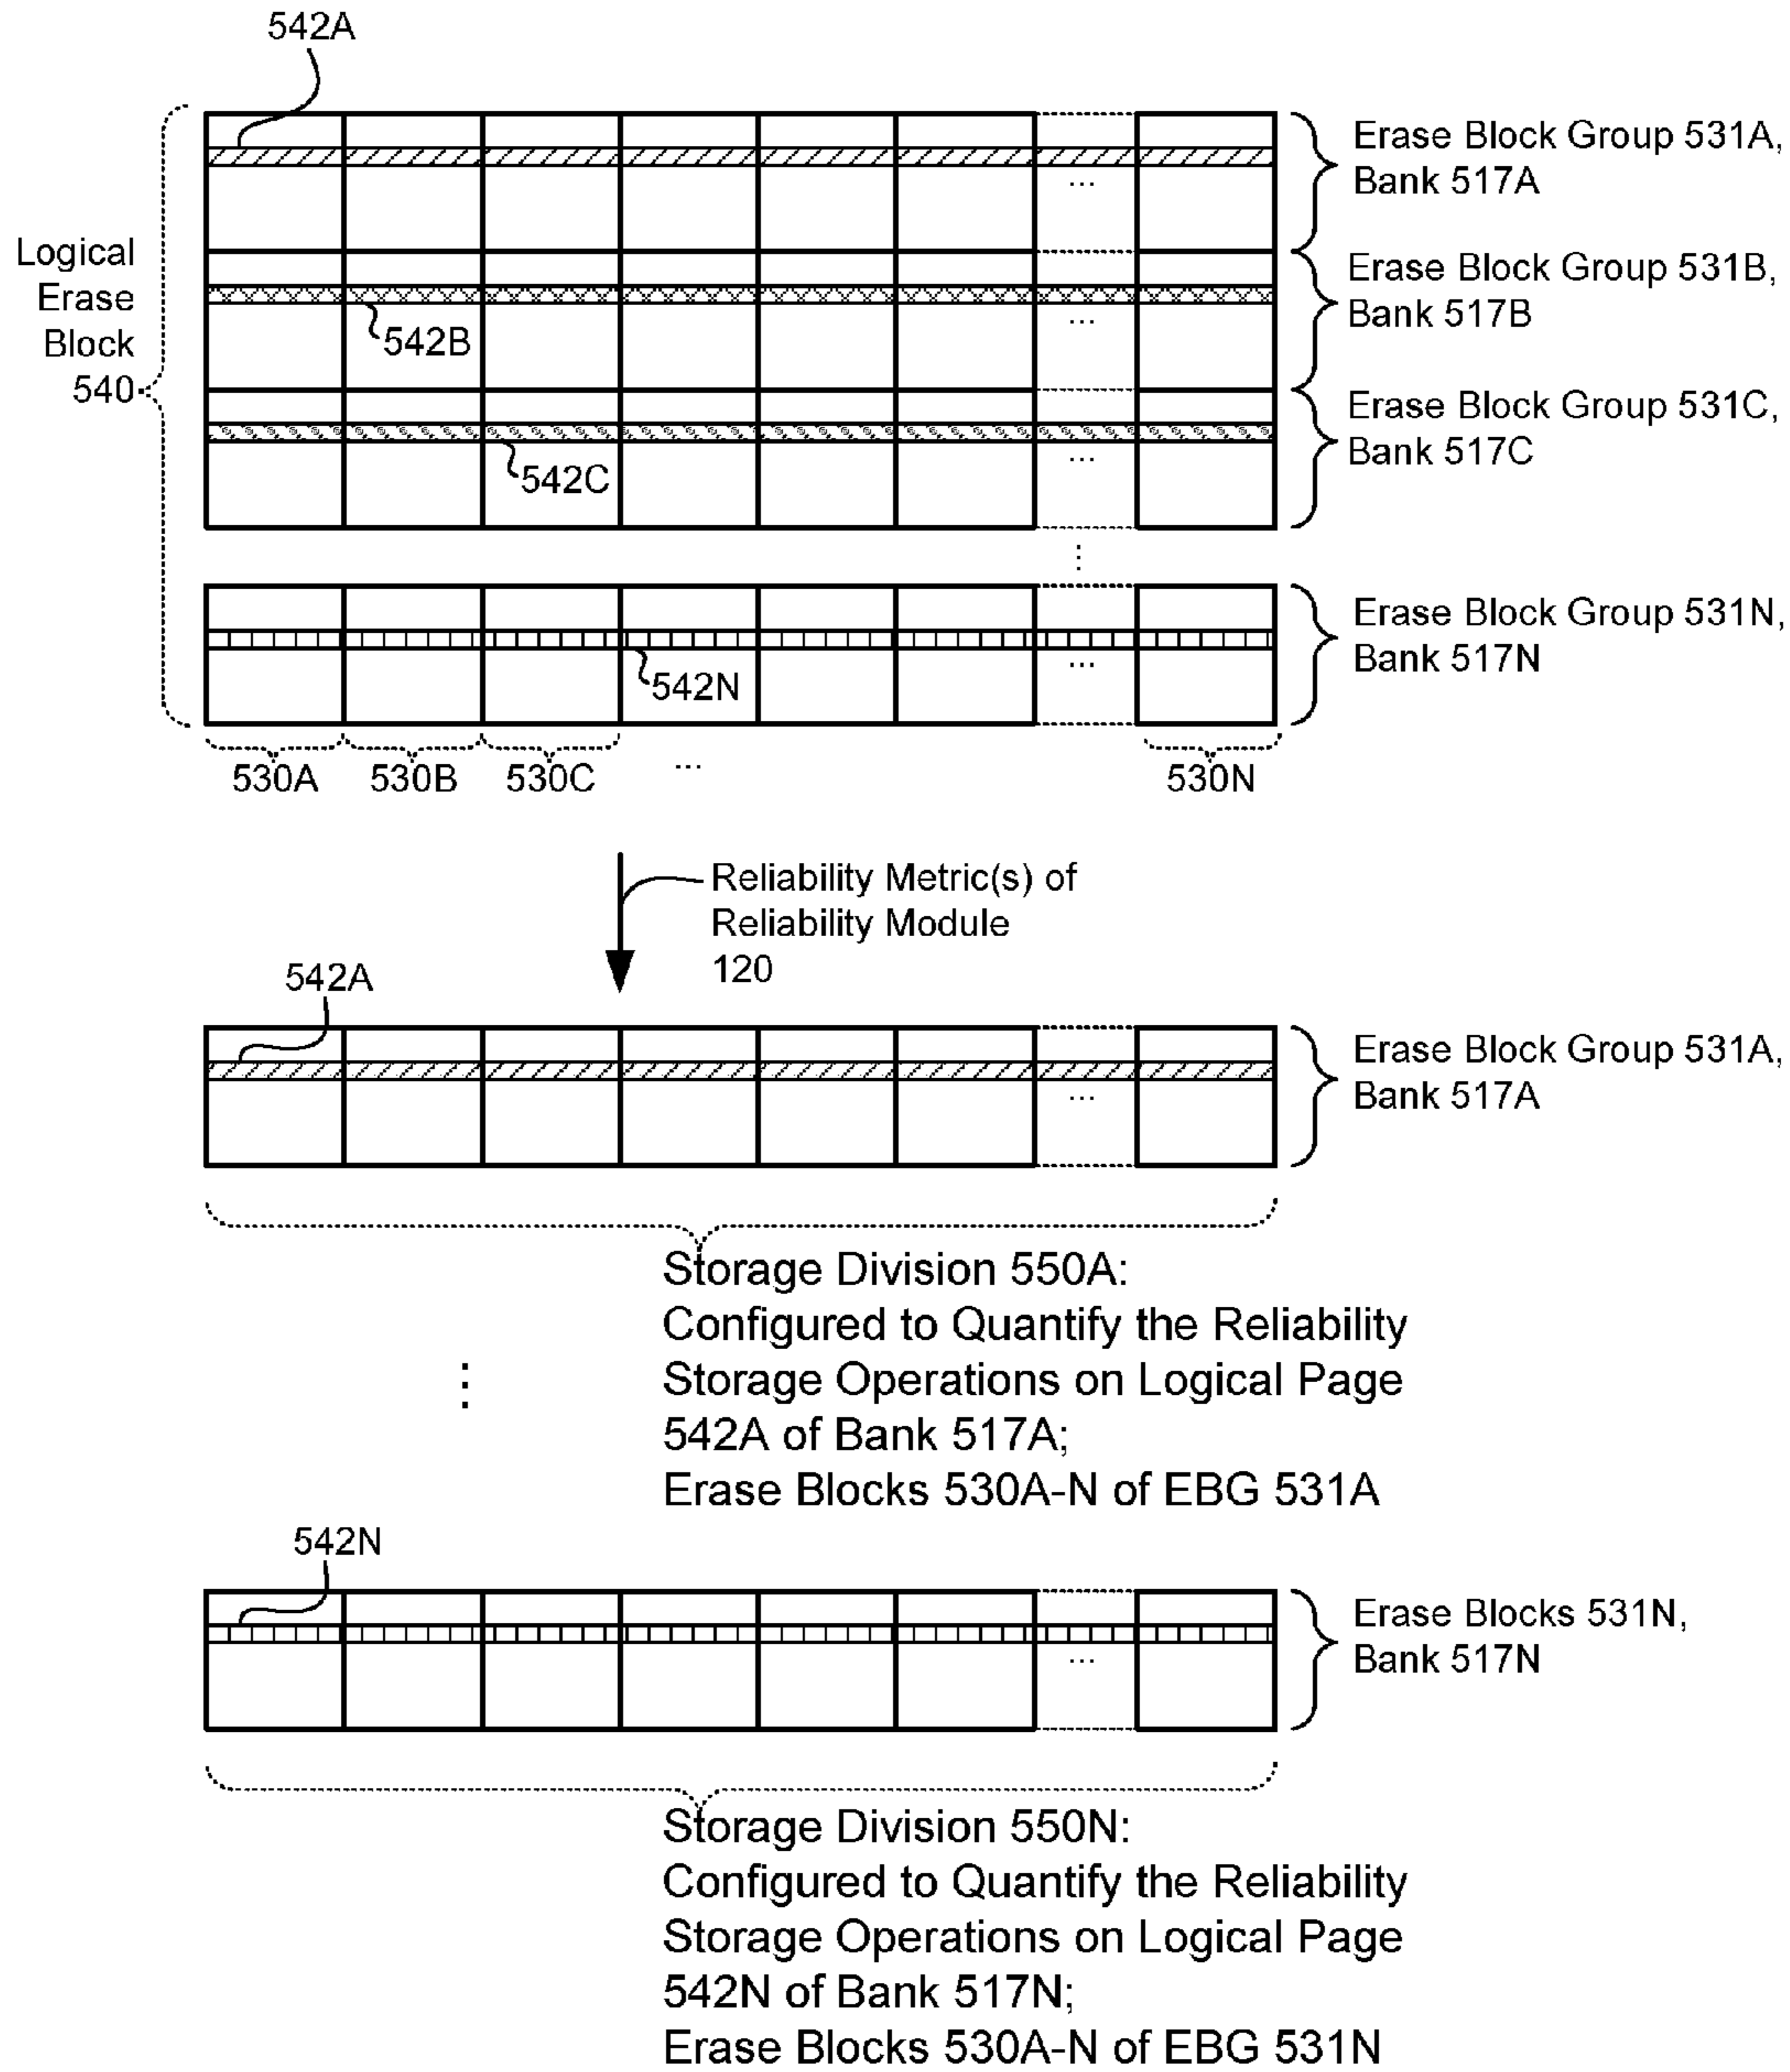 542A
Erase Block Group 531A,
Bank 517A
...
Logical
Erase
Block
540
Erase Block Group 531B,
Bank 517B
...
542B
Erase Block Group 531C,
Bank 517C
...
542C
...
Erase Block Group 531N,
Bank 517N
...
542N
530A 530B 530C ... 530N
Reliability Metric(s) of
Reliability Module
120
542A
Erase Block Group 531A,
Bank 517A
...
Storage Division 550A:
Configured to Quantify the Reliability
Storage Operations on Logical Page
542A of Bank 517A;
Erase Blocks 530A-N of EBG 531A
...
542N
Erase Blocks 531N,
Bank 517N
...
Storage Division 550N:
Configured to Quantify the Reliability
Storage Operations on Logical Page
542N of Bank 517N;
Erase Blocks 530A-N of EBG 531N